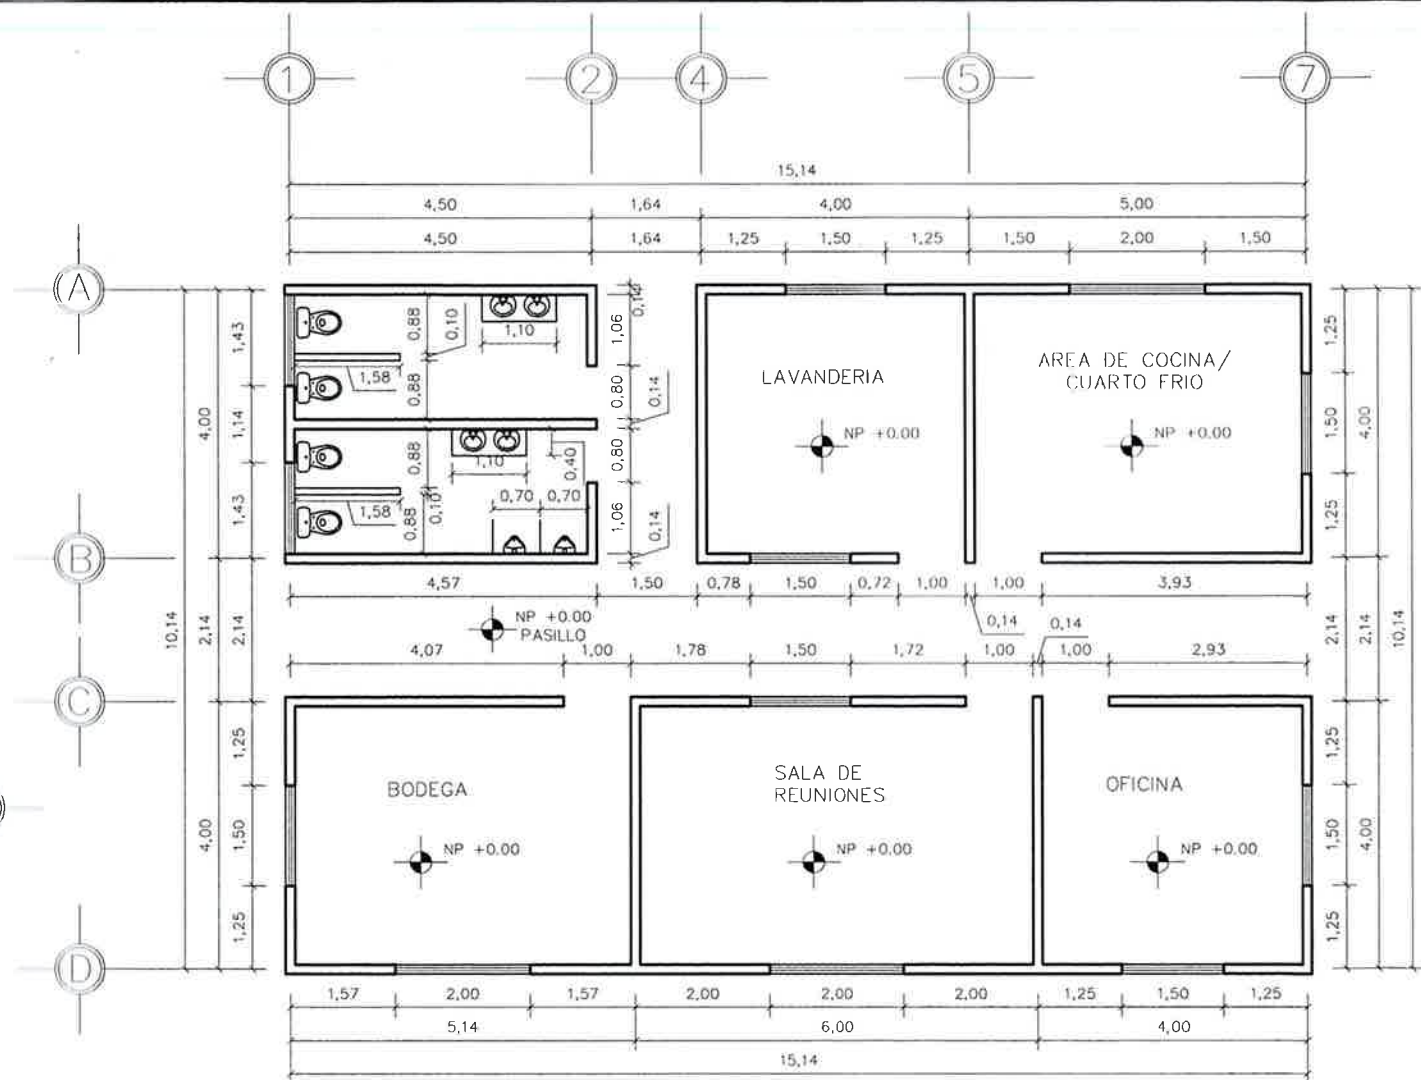 1 2 4 5 7
15,14
4,50 1,64 4,00 5,00
4,50 1,64 1,25 1,50 1,25 1,50 2,00 1,50
A
B
C
D
10,14
4,00
2,14
4,00
1,43
1,14
1,43
2,14
1,25
1,50
1,25
0,88
0,10
1,10
1,58
0,88
0,14
1,06
0,80
0,14
0,88
1,10
0,40
0,80
0,10
1,58
0,88
0,70 0,70
1,06
0,14
LAVANDERIA
NP +0.00
AREA DE COCINA/
CUARTO FRIO
NP +0.00
1,25
1,50
1,25
2,14
1,25
1,50
1,25
4,00
2,14
4,00
10,14
4,57 1,50 0,78 1,50 0,72 1,00 1,00 3,93
0,14
0,14
NP +0.00
PASILLO
4,07 1,00 1,78 1,50 1,72 1,00 1,00 2,93
BODEGA
NP +0.00
SALA DE
REUNIONES
NP +0.00
OFICINA
NP +0.00
1,57 2,00 1,57 2,00 2,00 2,00 1,25 1,50 1,25
5,14 6,00 4,00
15,14